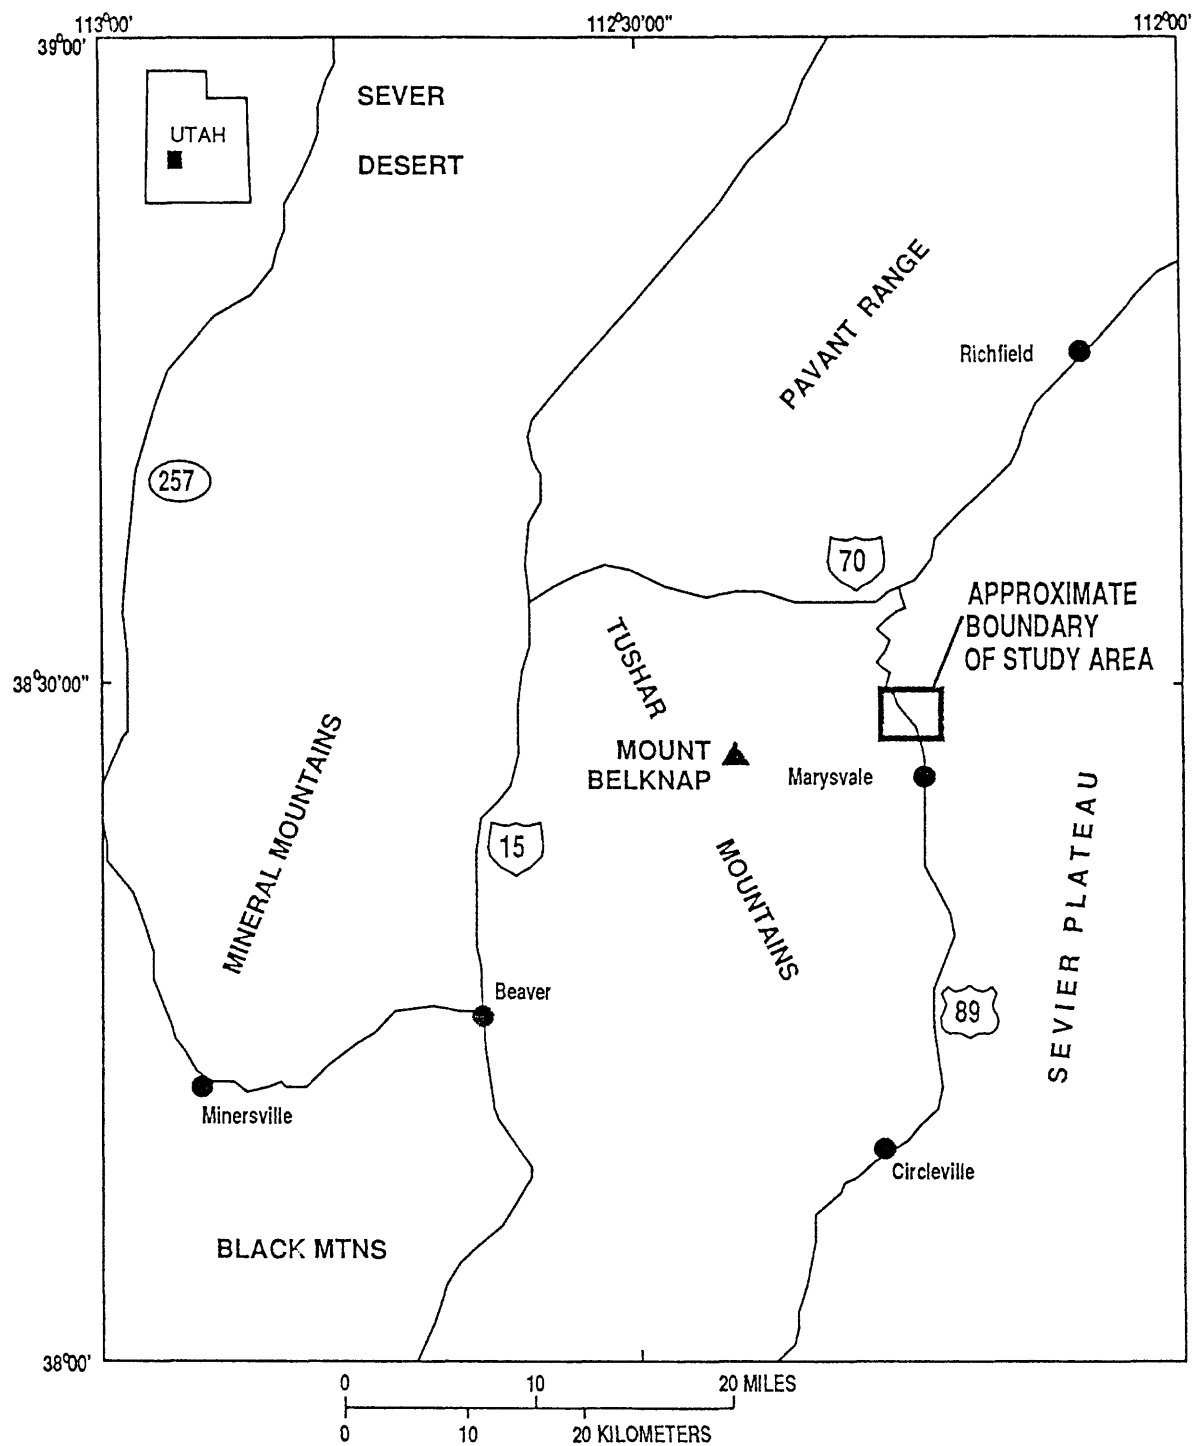 113°00' 112°30'00" 112°00'
39°00'
SEVER
UTAH
DESERT
PAVANT RANGE
Richfield
257
70
APPROXIMATE
BOUNDARY
OF STUDY AREA
TUSHAR
38°30'00"
MOUNT
BELKNAP
Marysvale
MINERAL MOUNTAINS
15
MOUNTAINS
SEVIER PLATEAU
Beaver
89
Minersville
Circleville
BLACK MTNS
38°00'
0 10 20 MILES
0 10 20 KILOMETERS